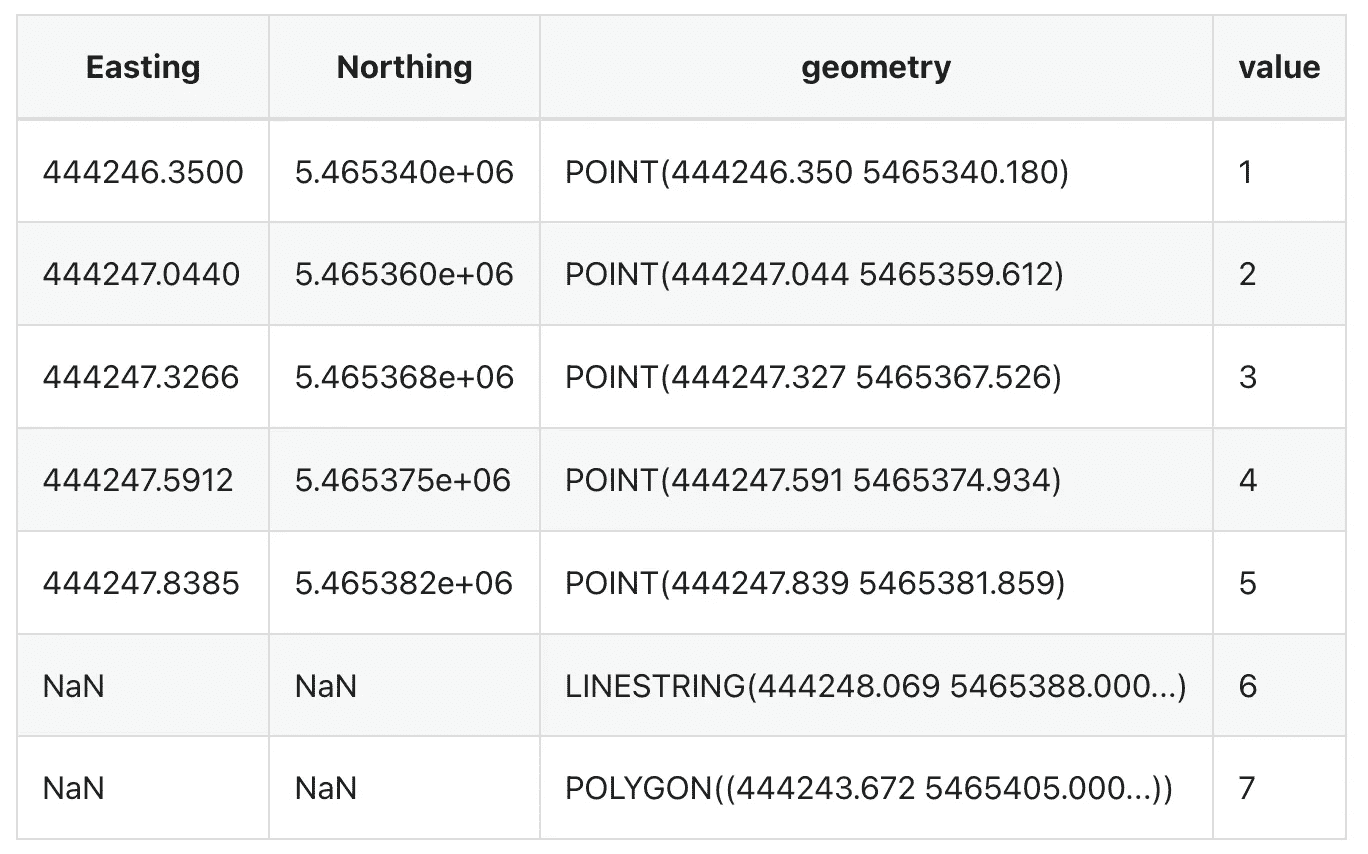 Easting Northing geometry value
444246.3500 5.465340e+06 POINT(444246.350 5465340.180) 1
444247.0440 5.465360e+06 POINT(444247.044 5465359.612) 2
444247.3266 5.465368e+06 POINT(444247.327 5465367.526) 3
444247.5912 5.465375e+06 POINT(444247.591 5465374.934) 4
444247.8385 5.465382e+06 POINT(444247.839 5465381.859) 5
NaN NaN LINESTRING(444248.069 5465388.000...) 6
NaN NaN POLYGON((444243.672 5465405.000...)) 7